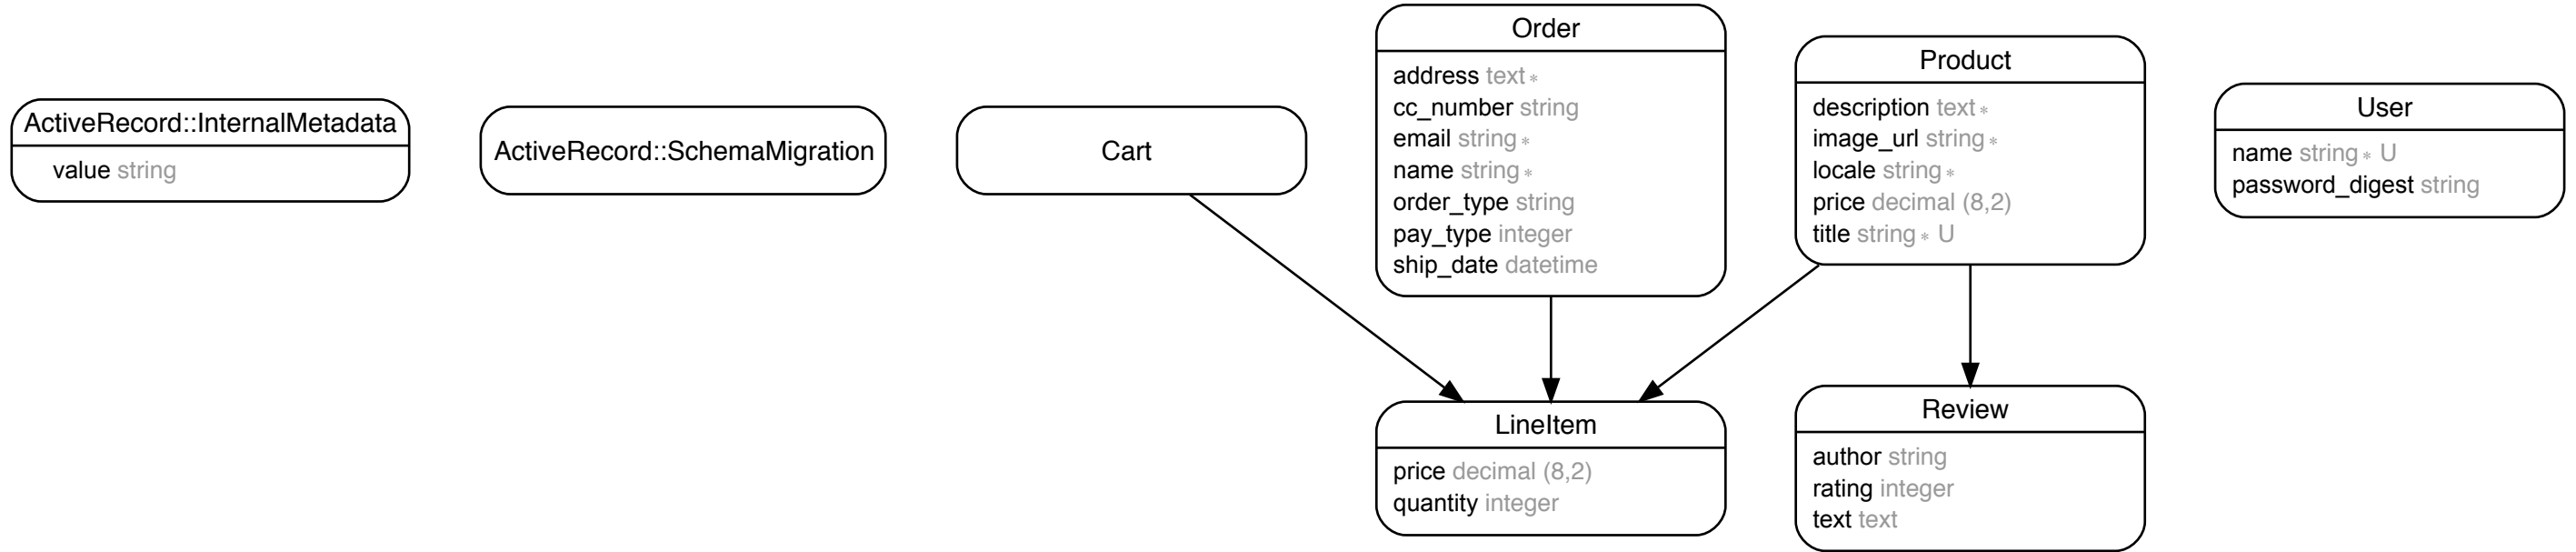 ActiveRecord::InternalMetadata
value string
ActiveRecord::SchemaMigration
Cart
Order
address text *
cc_number string
email string *
name string *
order_type string
pay_type integer
ship_date datetime
Product
description text *
image_url string *
locale string *
price decimal (8,2)
title string * U
User
name string * U
password_digest string
LineItem
price decimal (8,2)
quantity integer
Review
author string
rating integer
text text